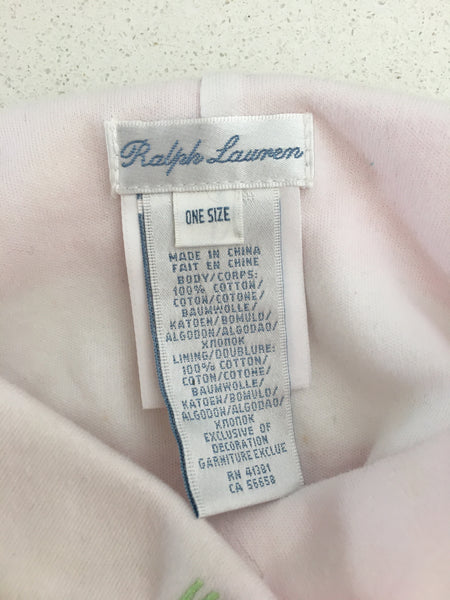 Ralph Lauren
ONE SIZE
MADE IN CHINA
FAIT EN CHINE
BODY/CORPS:
100% COTTON/
COTON/COTONE/
BAUMWOLLE/
KATOEN/BOMULD/
ALGODON/ALGODAO/
ХЛОПОК
LINING/DOUBLURE:
100% COTTON/
COTON/COTONE/
BAUMWOLLE/
KATOEN/BOMULD/
ALGODON/ALGODAO/
ХЛОПОК
EXCLUSIVE OF
DECORATION
GARNITURE EXCLUE
RN 41381
CA 56658